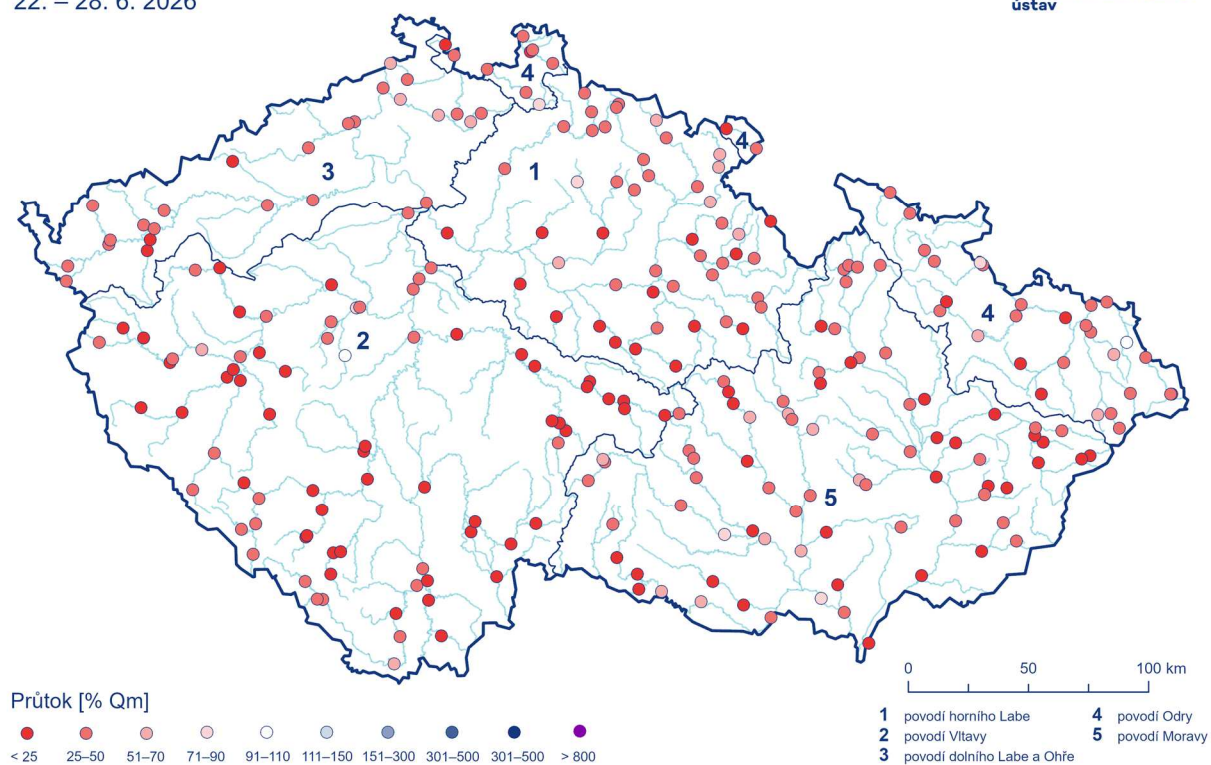 22. – 28. 6. 2026
ústav
4
4
3
1
2
4
5
0 50 100 km
Průtok [% Qm]
< 25 25–50 51–70 71–90 91–110 111–150 151–300 301–500 301–500 > 800
1 povodí horního Labe
2 povodí Vltavy
3 povodí dolního Labe a Ohře
4 povodí Odry
5 povodí Moravy